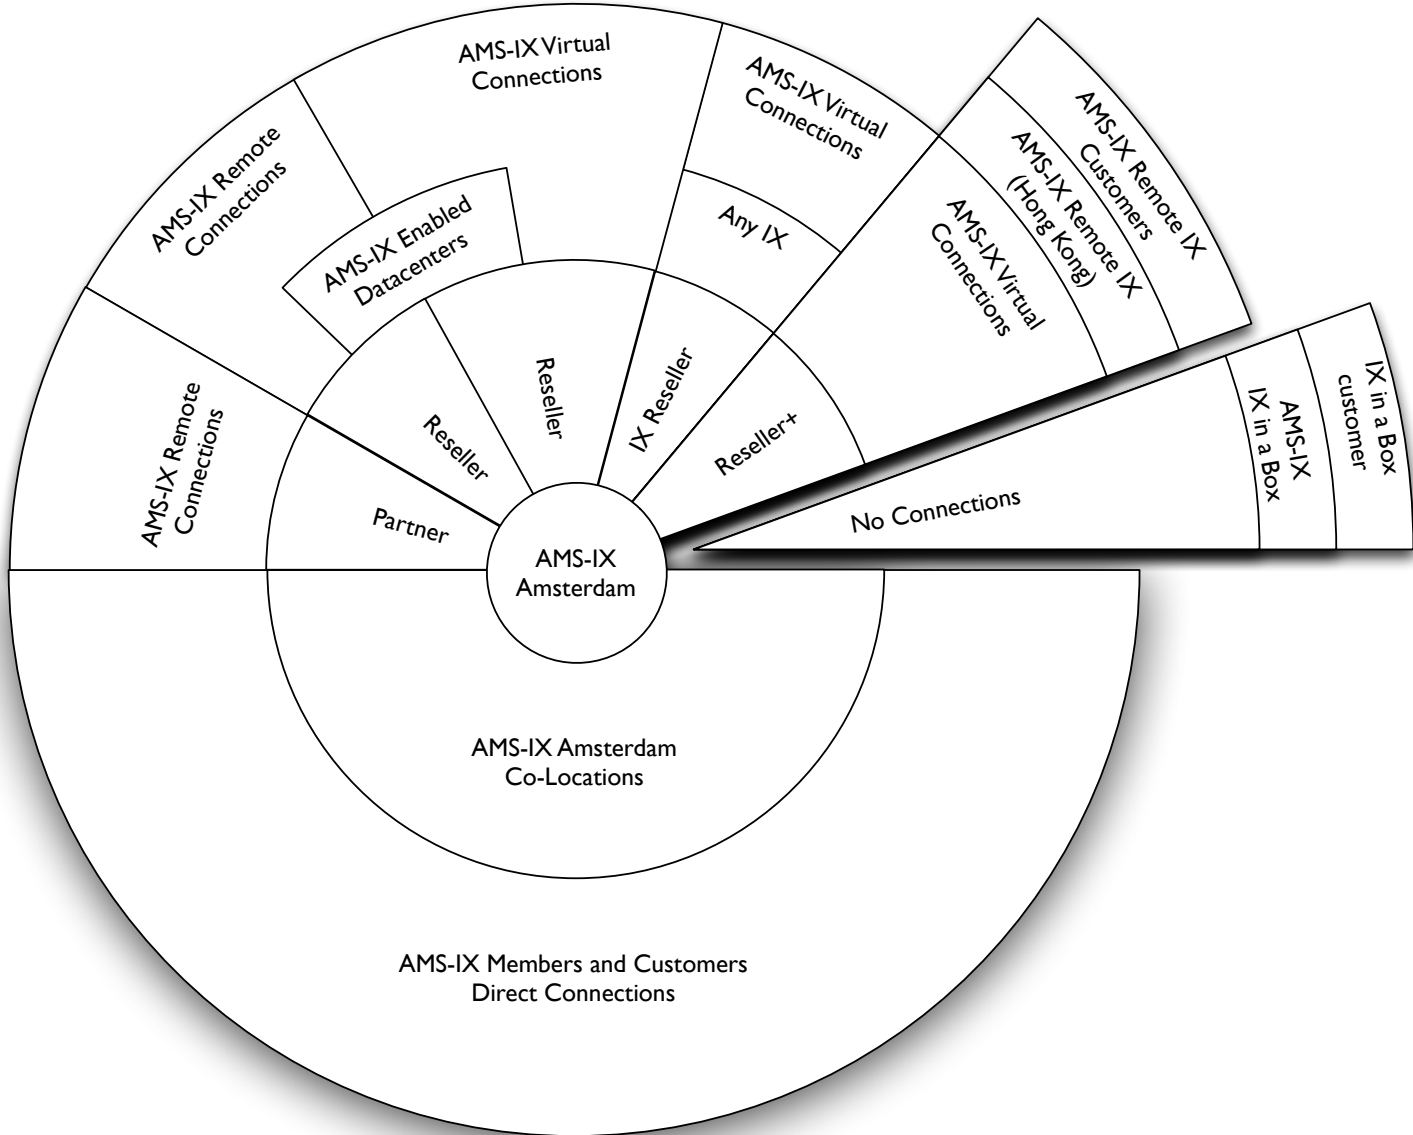 AMS-IX Virtual
Connections
AMS-IX Virtual
Connections
AMS-IX Remote IX
Customers
AMS-IX Remote IX
(Hong Kong)
AMS-IX Remote
Connections
AMS-IX Enabled
Datacenters
Any IX
AMS-IX Virtual
Connections
AMS-IX Remote
Connections
Reseller
Reseller
IX Reseller
Reseller+
IX in a Box
customer
AMS-IX
IX in a Box
No Connections
Partner
AMS-IX
Amsterdam
AMS-IX Amsterdam
Co-Locations
AMS-IX Members and Customers
Direct Connections